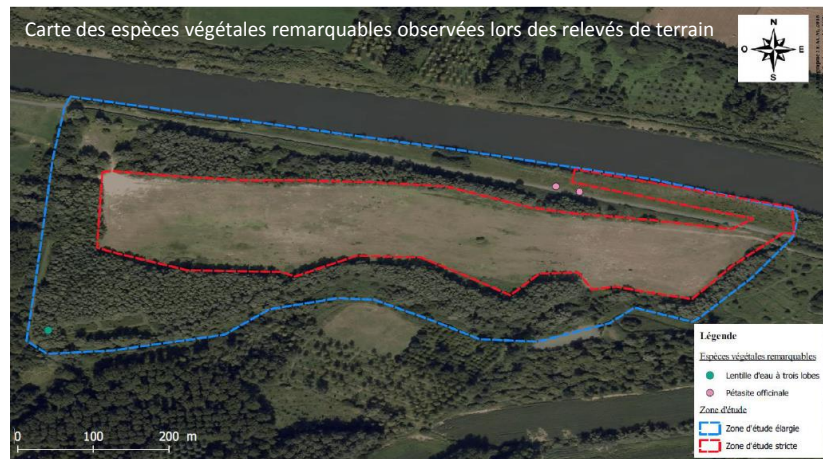 Carte des espèces végétales remarquables observées lors des relevés de terrain
N
O
E
S
Légende
Espèces végétales remarquables
Lentille d'eau à trois lobes
Pétasite officinale
Zone d'étude
Zone d'étude élargie
Zone d'étude stricte
0 100 200 m